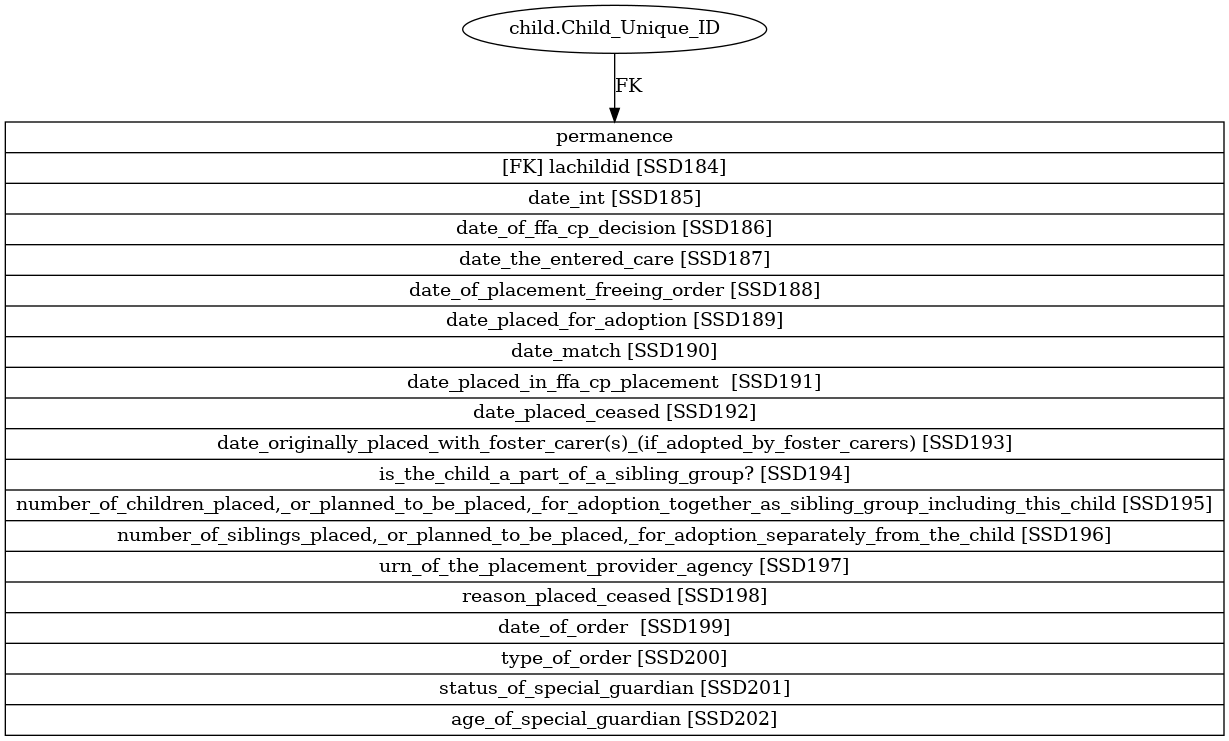 child.Child_Unique_ID
FK
permanence
[FK] lachildid [SSD184]
date_int [SSD185]
date_of_ffa_cp_decision [SSD186]
date_the_entered_care [SSD187]
date_of_placement_freeing_order [SSD188]
date_placed_for_adoption [SSD189]
date_match [SSD190]
date_placed_in_ffa_cp_placement  [SSD191]
date_placed_ceased [SSD192]
date_originally_placed_with_foster_carer(s)_(if_adopted_by_foster_carers) [SSD193]
is_the_child_a_part_of_a_sibling_group? [SSD194]
number_of_children_placed,_or_planned_to_be_placed,_for_adoption_together_as_sibling_group_including_this_child [SSD195]
number_of_siblings_placed,_or_planned_to_be_placed,_for_adoption_separately_from_the_child [SSD196]
urn_of_the_placement_provider_agency [SSD197]
reason_placed_ceased [SSD198]
date_of_order  [SSD199]
type_of_order [SSD200]
status_of_special_guardian [SSD201]
age_of_special_guardian [SSD202]